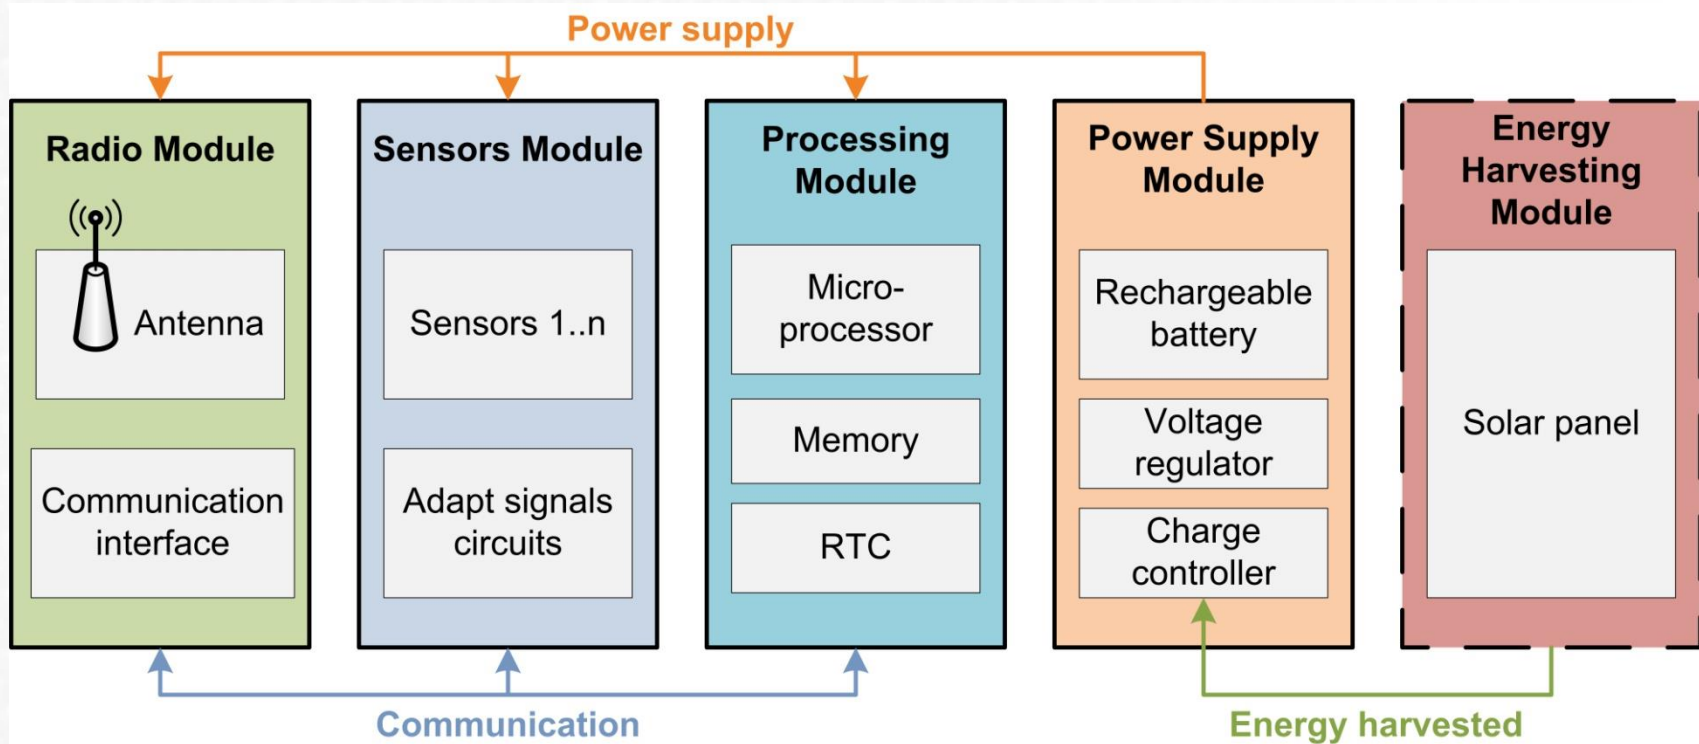 Power supply
Radio Module
Antenna
Communication
interface
Sensors Module
Sensors 1..n
Adapt signals
circuits
Processing
Module
Micro-
processor
Memory
RTC
Power Supply
Module
Rechargeable
battery
Voltage
regulator
Charge
controller
Energy
Harvesting
Module
Solar panel
Communication
Energy harvested